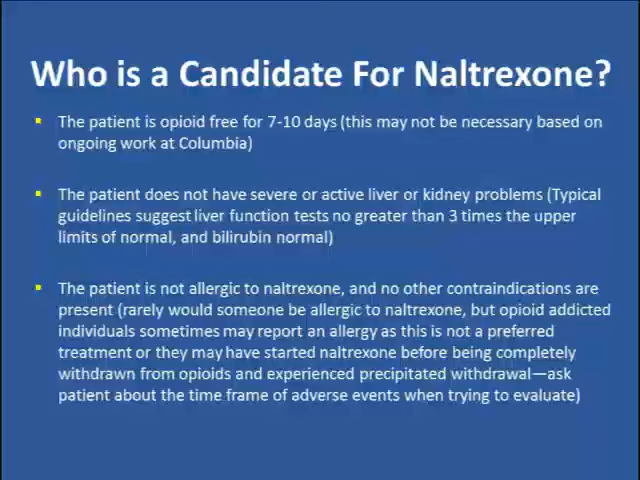 Who is a Candidate For Naltrexone?
The patient is opioid free for 7-10 days (this may not be necessary based on
ongoing work at Columbia)
The patient does not have severe or active liver or kidney problems (Typical
guidelines suggest liver function tests no greater than 3 times the upper
limits of normal, and bilirubin normal)
The patient is not allergic to naltrexone, and no other contraindications are
present (rarely would someone be allergic to naltrexone, but opioid addicted
individuals sometimes may report an allergy as this is not a preferred
treatment or they may have started naltrexone before being completely
withdrawn from opioids and experienced precipitated withdrawal—ask
patient about the time frame of adverse events when trying to evaluate)